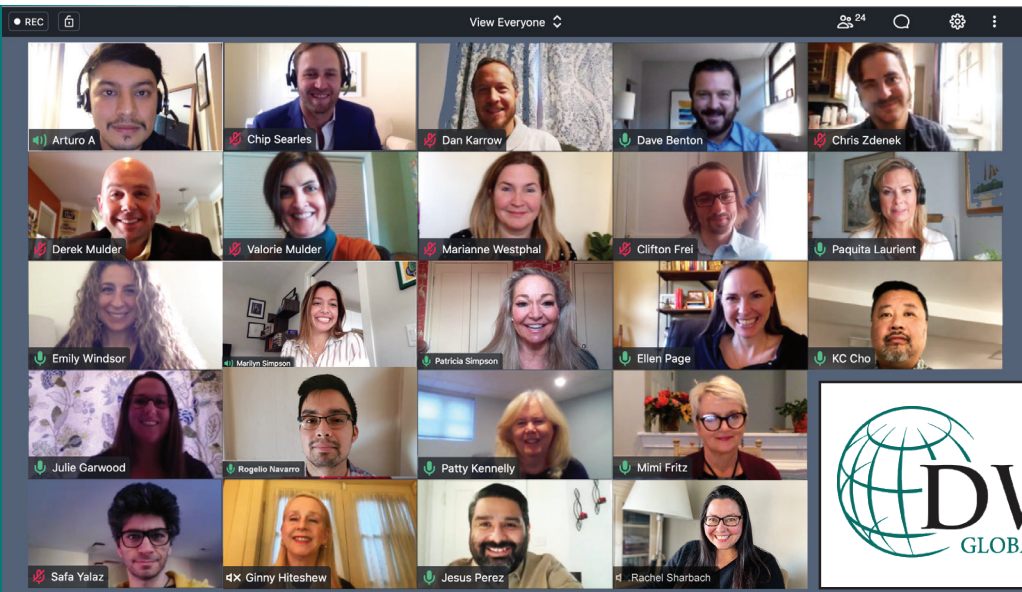 REC
View Everyone
24
Arturo A
Chip Searles
Dan Karrow
Dave Benton
Chris Zdenek
Derek Mulder
Valorie Mulder
Marianne Westphal
Clifton Frei
Paquita Laurient
Emily Windsor
Marilyn Simpson
Patricia Simpson
Ellen Page
KC Cho
Julie Garwood
Rogelio Navarro
Patty Kennelly
Mimi Fritz
Safa Yalaz
Ginny Hiteshew
Jesus Perez
Rachel Sharbach
DV
GLOBA